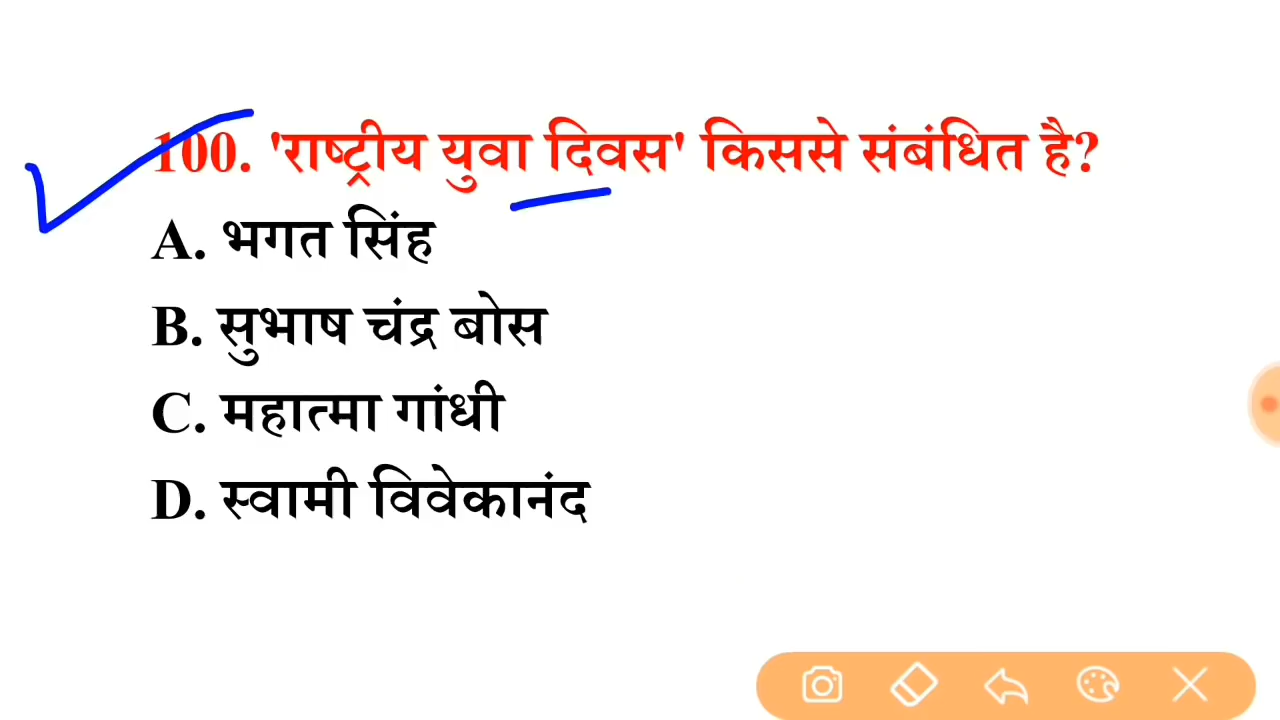 100. 'राष्ट्रीय युवा दिवस' किससे संबंधित है?
A. भगत सिंह
B. सुभाष चंद्र बोस
C. महात्मा गांधी
D. स्वामी विवेकानंद